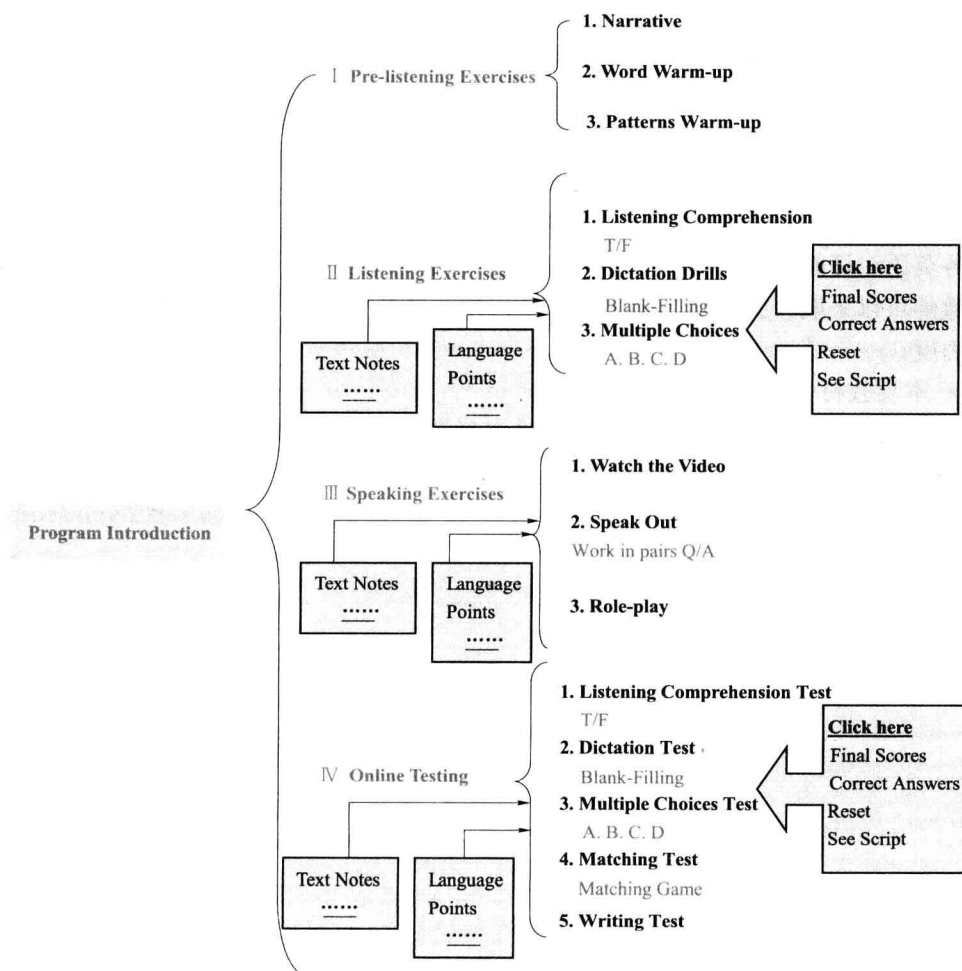 Program Introduction
Ⅰ Pre-listening Exercises
1. Narrative
2. Word Warm-up
3. Patterns Warm-up
Ⅱ Listening Exercises
Text Notes
......
Language
Points
......
1. Listening Comprehension
T/F
2. Dictation Drills
Blank-Filling
3. Multiple Choices
A. B. C. D
Click here
Final Scores
Correct Answers
Reset
See Script
Ⅲ Speaking Exercises
Text Notes
......
Language
Points
......
1. Watch the Video
2. Speak Out
Work in pairs Q/A
3. Role-play
Ⅳ Online Testing
Text Notes
......
Language
Points
......
1. Listening Comprehension Test
T/F
2. Dictation Test
Blank-Filling
3. Multiple Choices Test
A. B. C. D
4. Matching Test
Matching Game
5. Writing Test
Click here
Final Scores
Correct Answers
Reset
See Script